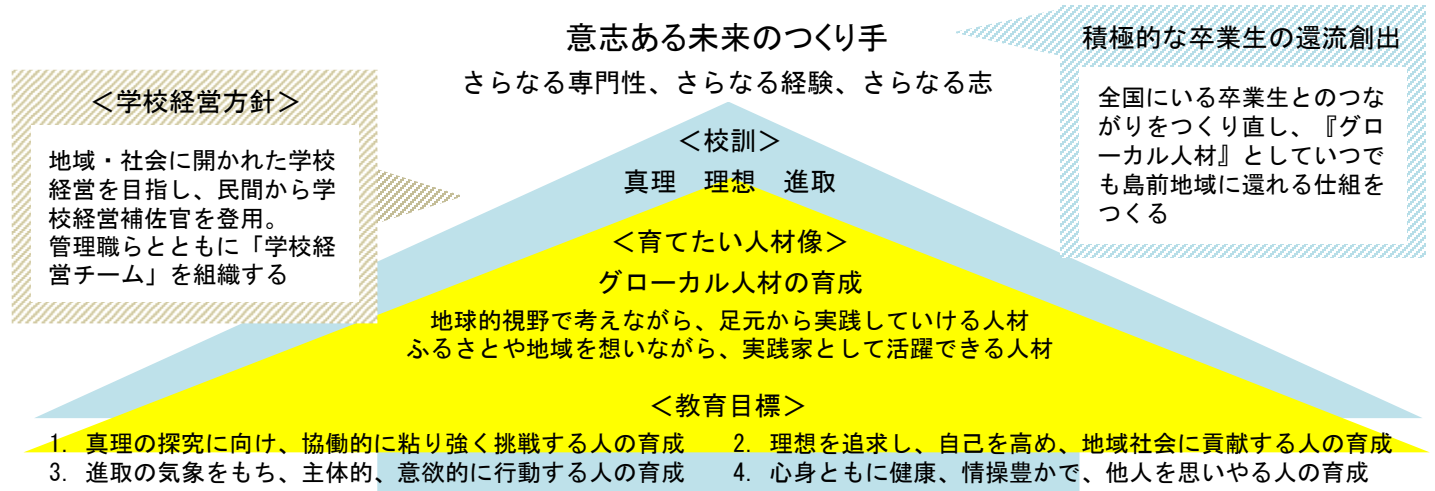 意志ある未来のつくり手
さらなる専門性、さらなる経験、さらなる志
積極的な卒業生の還流創出
全国にいる卒業生とのつな
がりをつくり直し、『グロ
ーカル人材』としていつで
も島前地域に還れる仕組を
つくる
＜学校経営方針＞
地域・社会に開かれた学校
経営を目指し、民間から学
校経営補佐官を登用。
管理職らとともに「学校経
営チーム」を組織する
＜校訓＞
真理　理想　進取
＜育てたい人材像＞
グローカル人材の育成
地球的視野で考えながら、足元から実践していける人材
ふるさとや地域を想いながら、実践家として活躍できる人材
＜教育目標＞
1. 真理の探究に向け、協働的に粘り強く挑戦する人の育成　2. 理想を追求し、自己を高め、地域社会に貢献する人の育成
3. 進取の気象をもち、主体的、意欲的に行動する人の育成　4. 心身ともに健康、情操豊かで、他人を思いやる人の育成